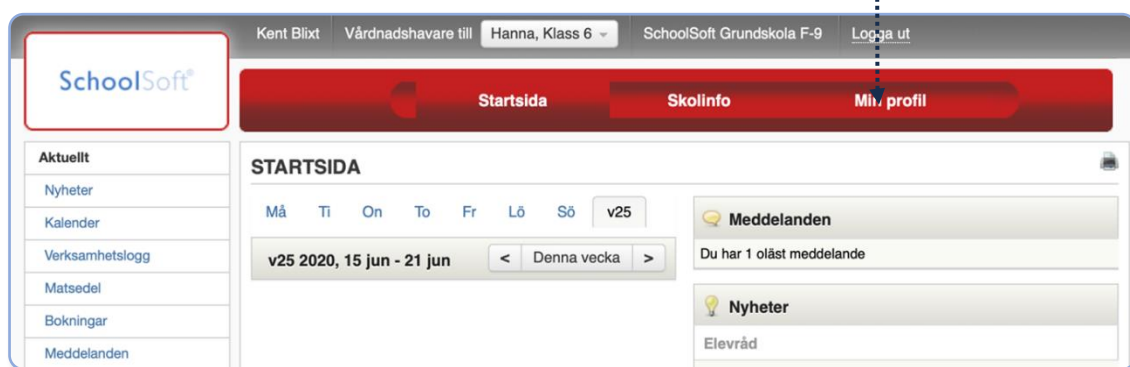 Kent Blixt Vårdnadshavare till Hanna, Klass 6 SchoolSoft Grundskola F-9 Logga ut
SchoolSoft®
Startsida Skolinfo Min profil
Aktuellt
Nyheter
Kalender
Verksamhetslogg
Matsedel
Bokningar
Meddelanden
STARTSIDA
Må Ti On To Fr Lö Sö v25
v25 2020, 15 jun - 21 jun < Denna vecka >
Meddelanden
Du har 1 oläst meddelande
Nyheter
Elevråd